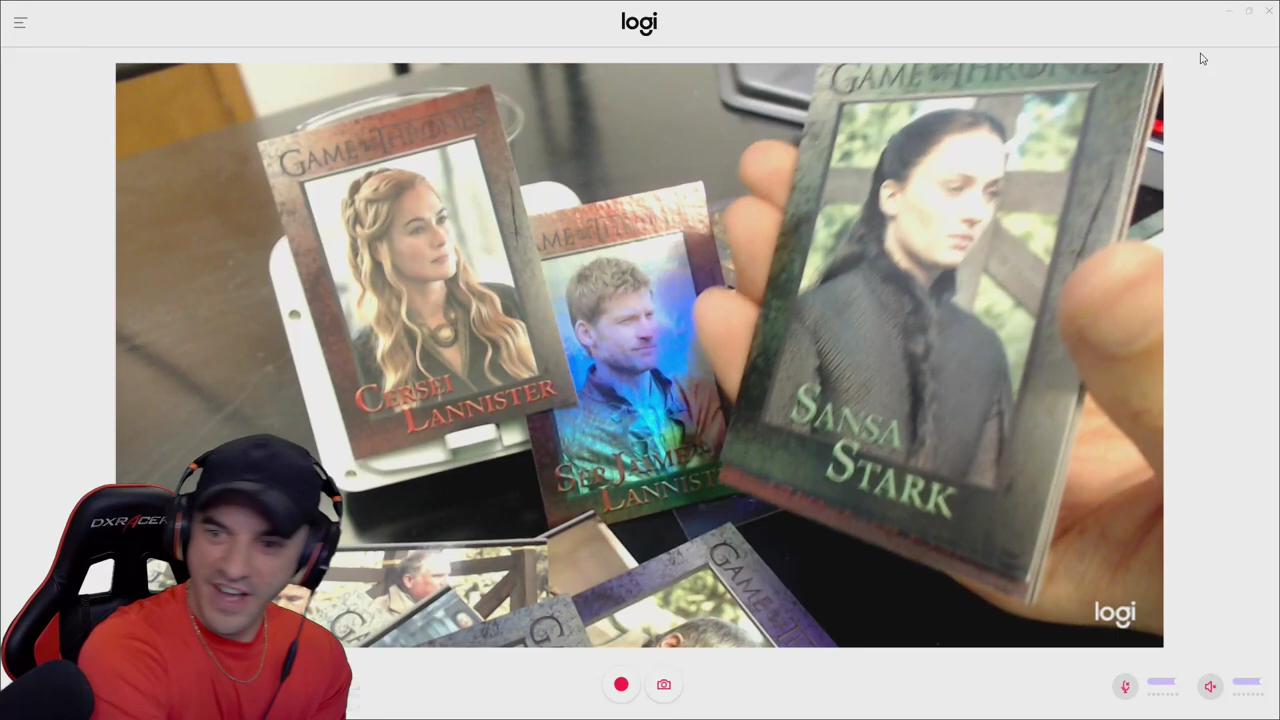 logi
GAME OF THRONES
GAME OF THRONES
GAME OF THRONES
CERSEI
LANNISTER
SER JAIME
LANNISTER
SANSA
STARK
DXRACER
GAME
G
logi